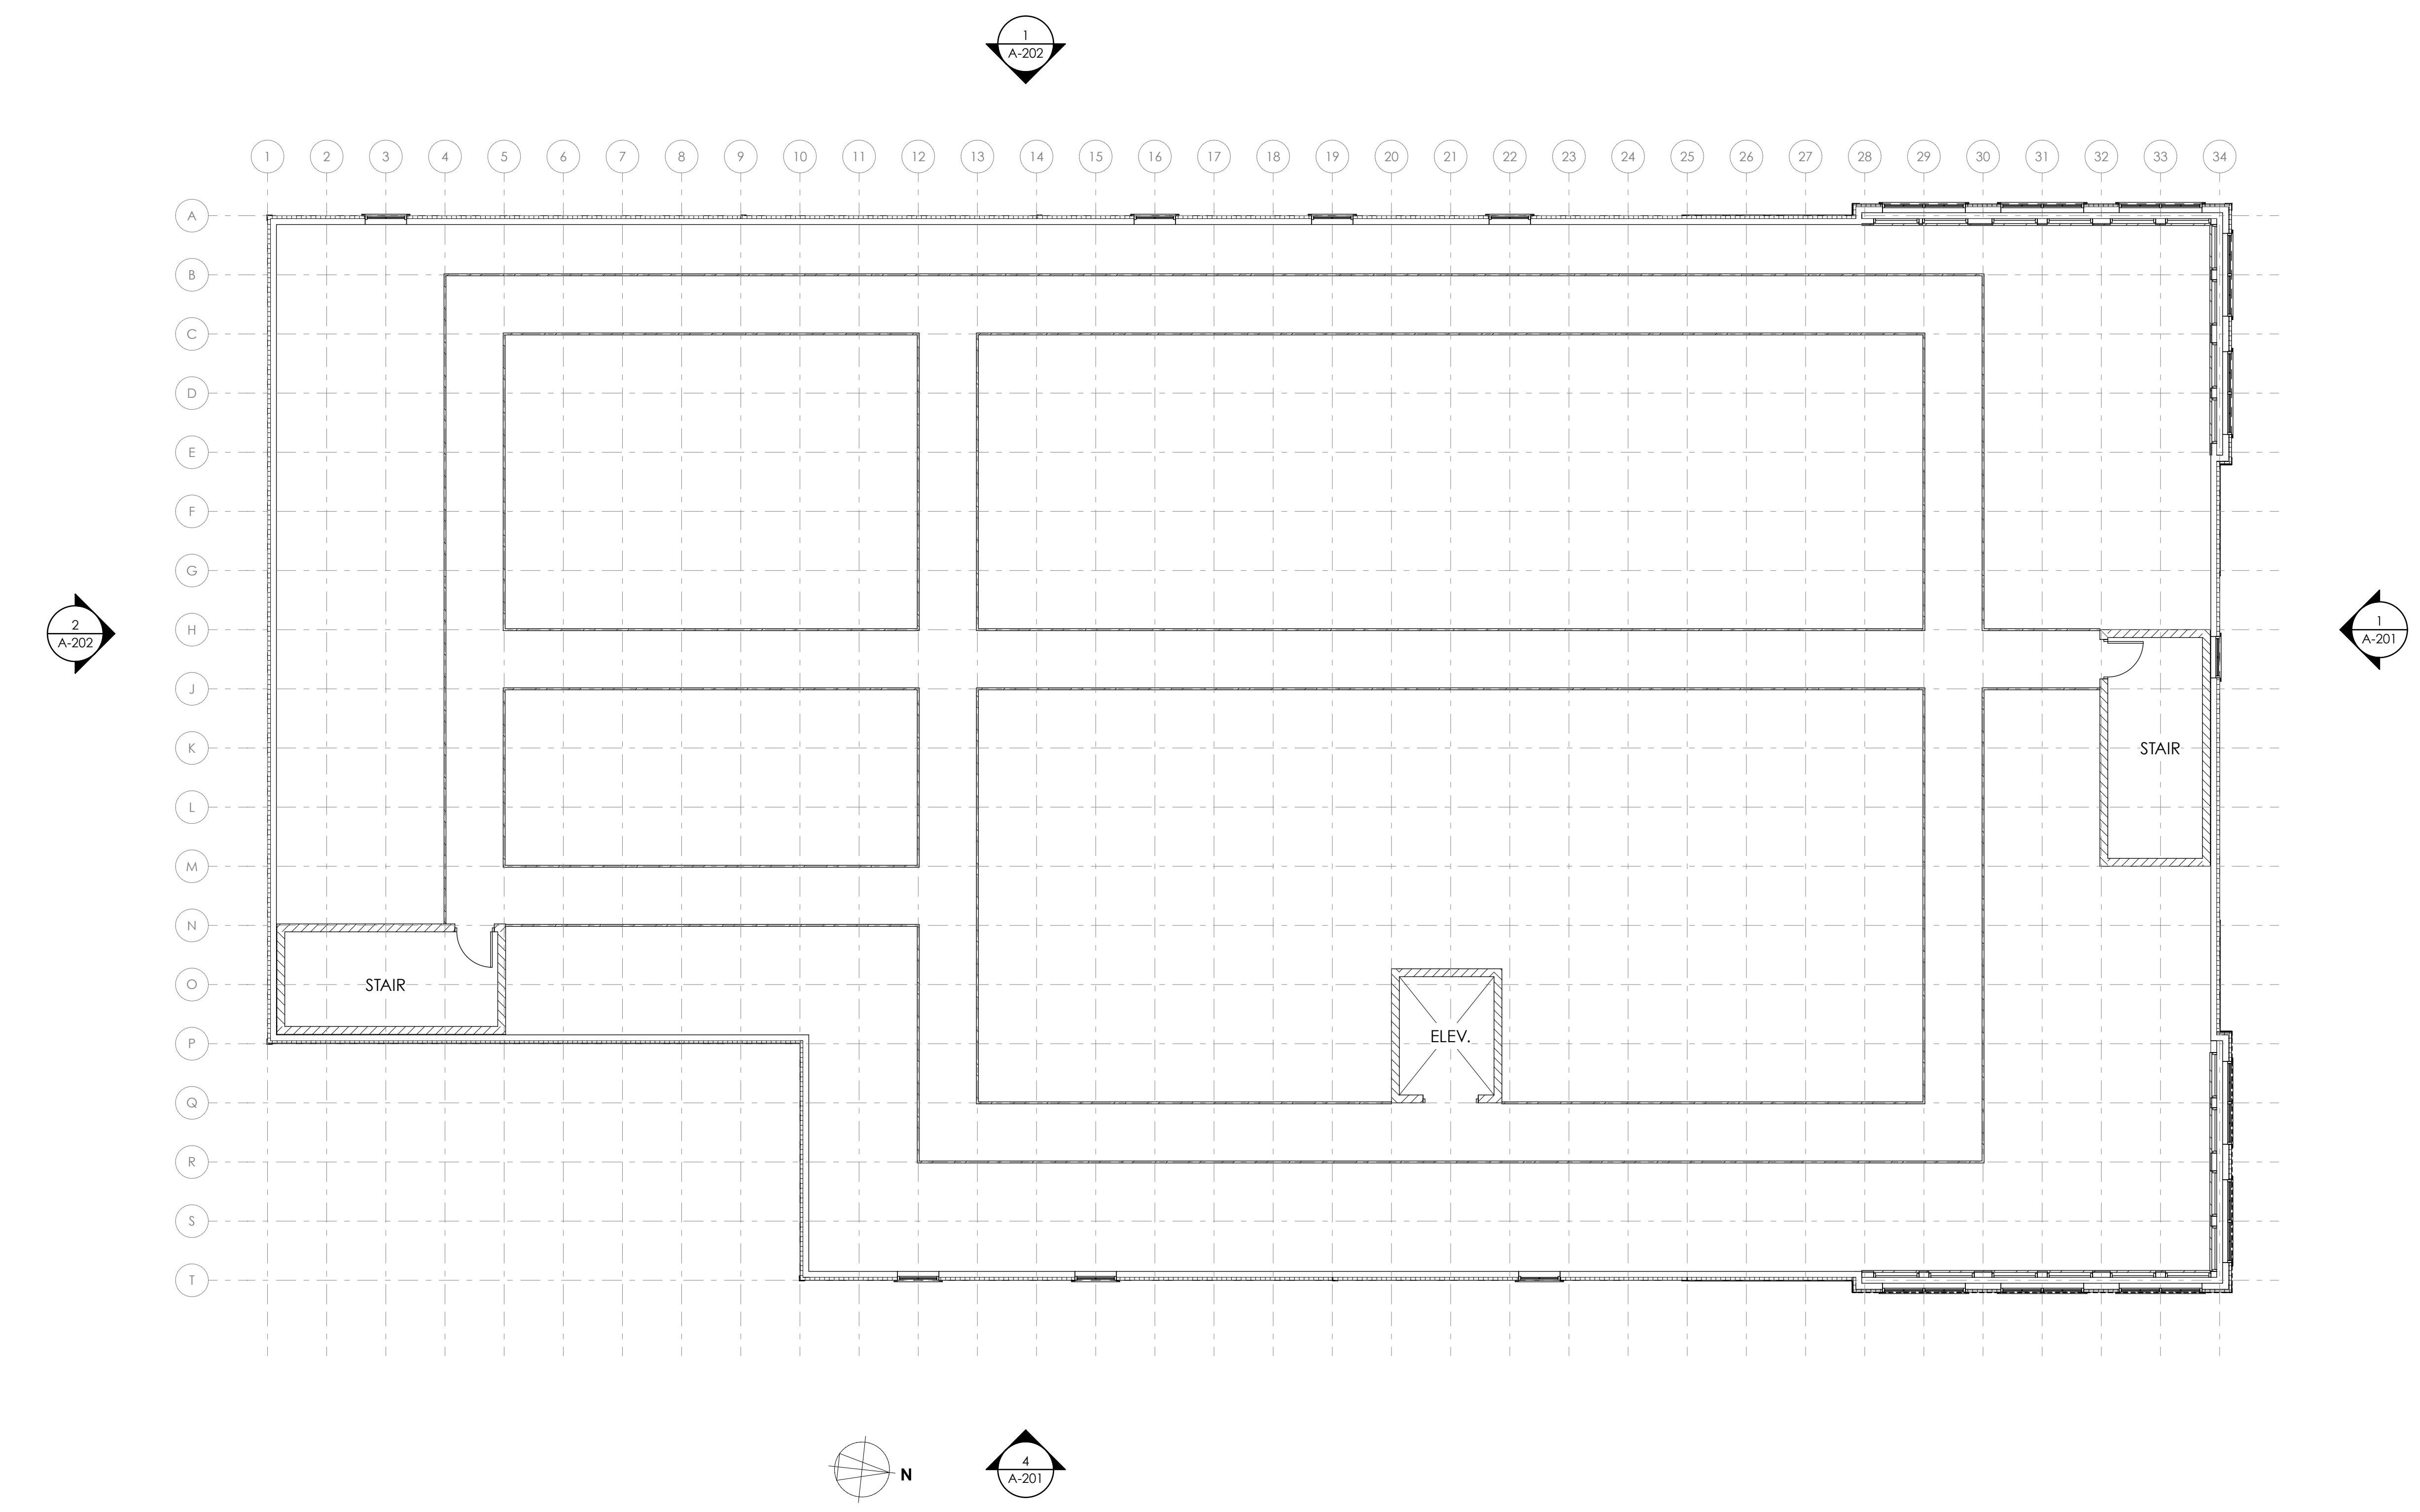 1
A-202
1 2 3 4 5 6 7 8 9 10 11 12 13 14 15 16 17 18 19 20 21 22 23 24 25 26 27 28 29 30 31 32 33 34
A
B
C
D
E
F
G
H
2
A-202
1
A-201
J
K
STAIR
L
M
N
O
STAIR
ELEV.
P
Q
R
S
T
4
A-201
N